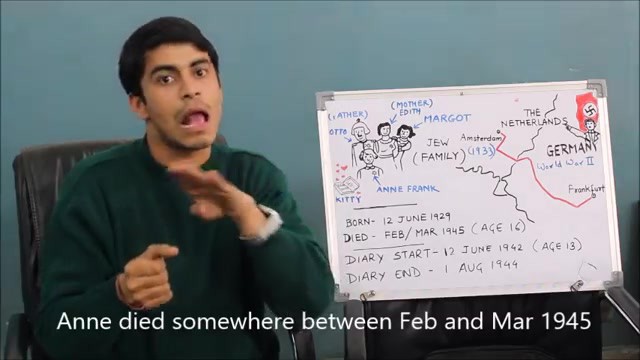 (FATHER)
OTTO
(MOTHER)
EDITH
MARGOT
JEW
(FAMILY)
ANNE FRANK
KITTY
THE
NETHERLANDS
Amsterdam
(1933)
GERMANY
World War II
Frankfurt
BORN- 12 JUNE 1929
DIED - FEB/MAR 1945 (AGE 16)
DIARY START- 12 JUNE 1942 (AGE 13)
DIARY END - 1 AUG 1944
Anne died somewhere between Feb and Mar 1945